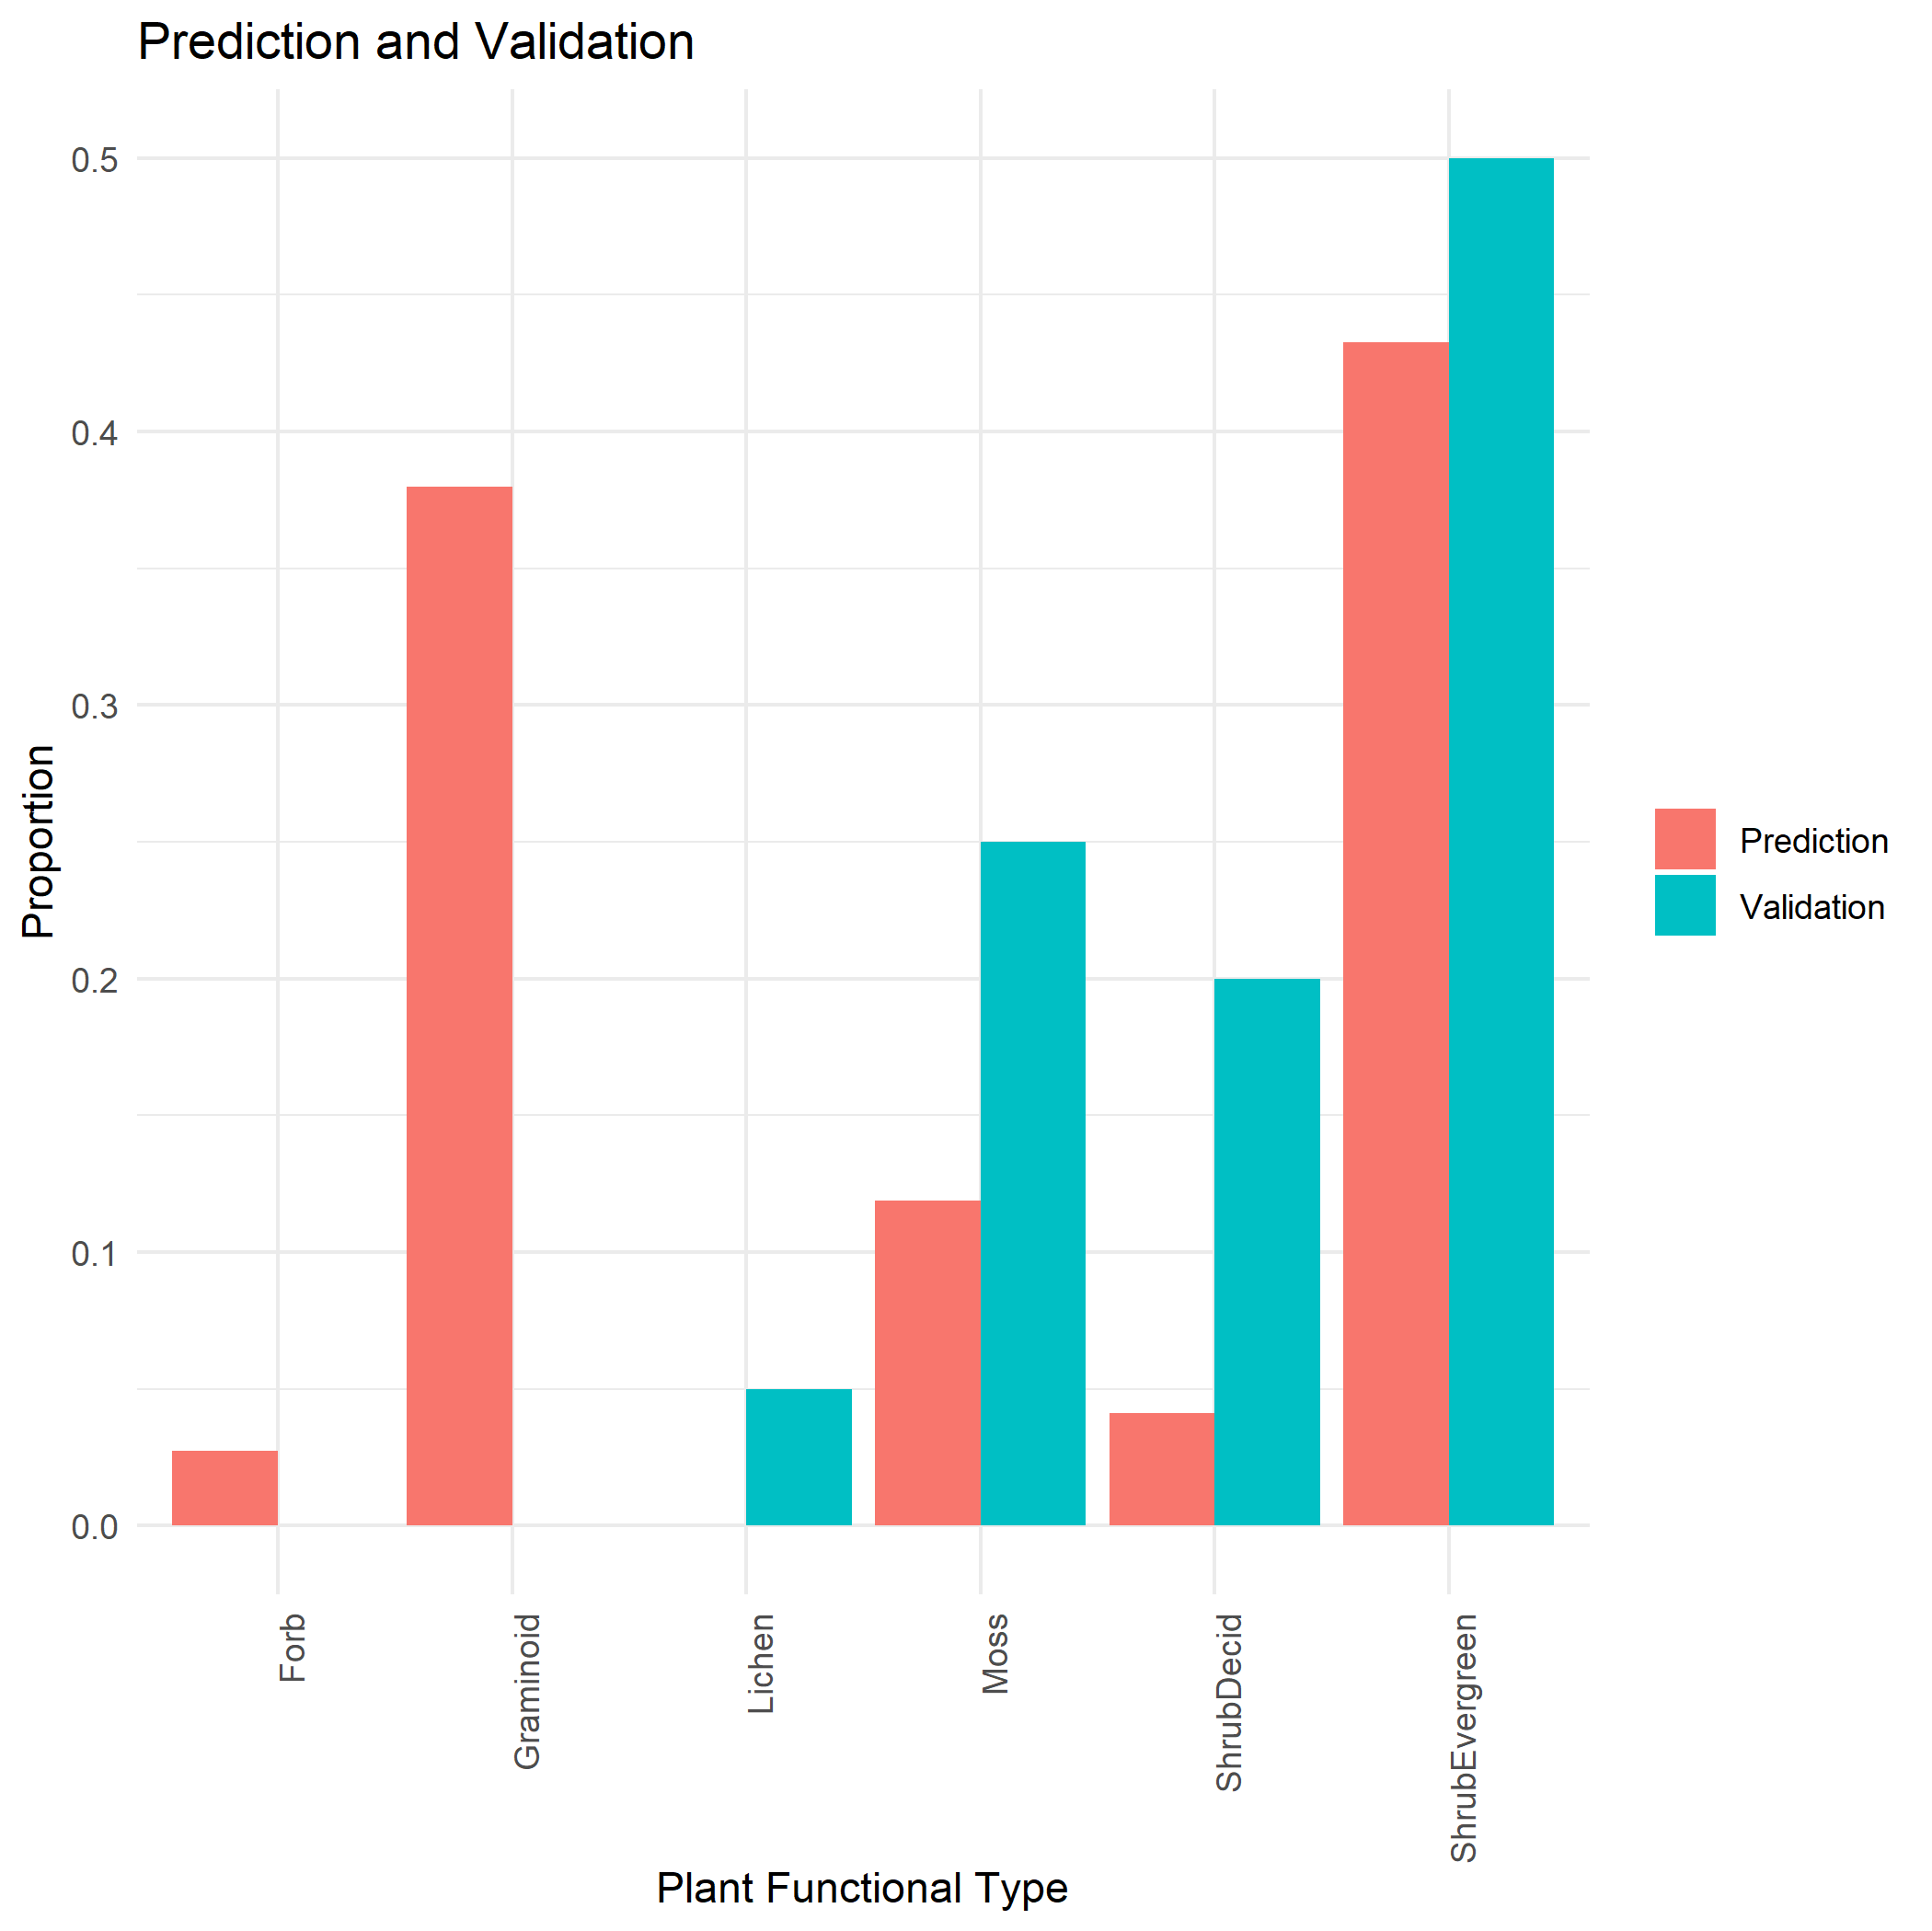 Prediction and Validation
Proportion
0.5
0.4
0.3
0.2
0.1
0.0
Forb
Graminoid
Lichen
Moss
ShrubDecid
ShrubEvergreen
Plant Functional Type
Prediction
Validation